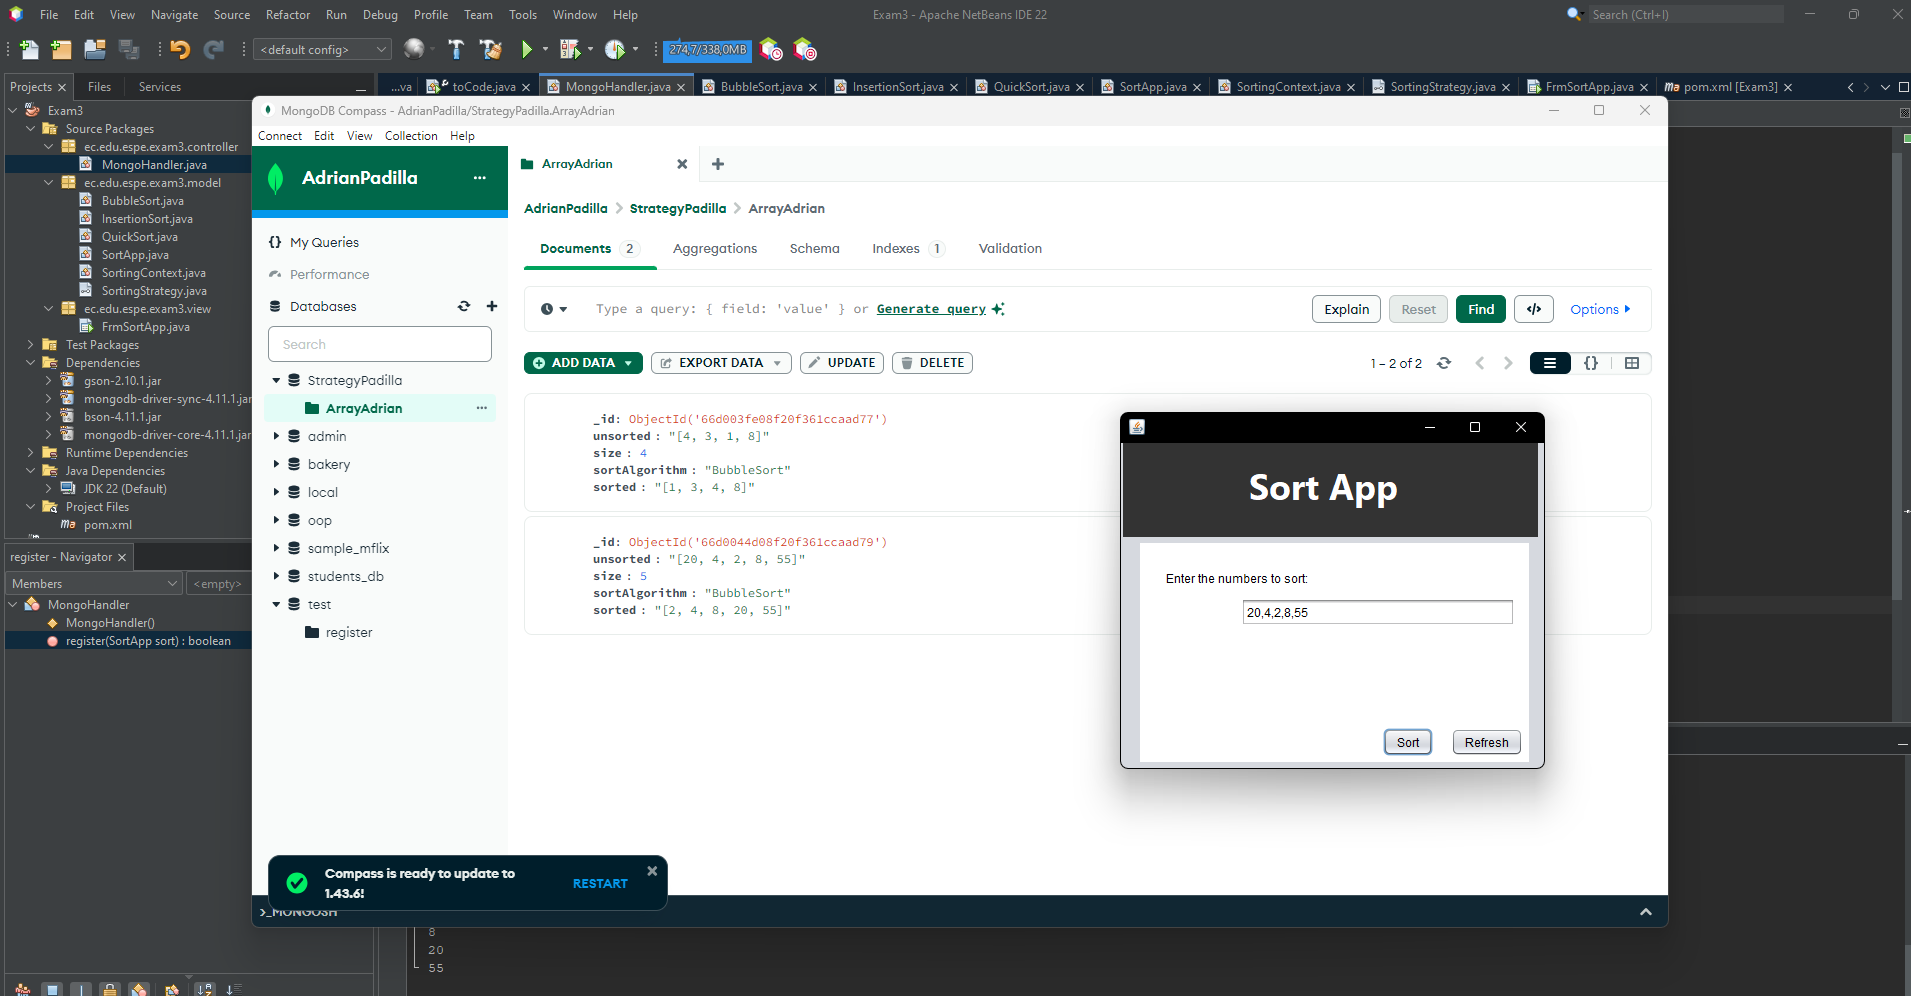 File Edit View Navigate Source Refactor Run Debug Profile Team Tools Window Help
Exam3 - Apache NetBeans IDE 22
Search (Ctrl+I)
<default config>
274,7/338,0MB
Projects
Files
Services
...va
toCode.java
MongoHandler.java
BubbleSort.java
InsertionSort.java
QuickSort.java
SortApp.java
SortingContext.java
SortingStrategy.java
FrmSortApp.java
pom.xml [Exam3]
Exam3
Source Packages
ec.edu.espe.exam3.controller
MongoHandler.java
ec.edu.espe.exam3.model
BubbleSort.java
InsertionSort.java
QuickSort.java
SortApp.java
SortingContext.java
SortingStrategy.java
ec.edu.espe.exam3.view
FrmSortApp.java
Test Packages
Dependencies
gson-2.10.1.jar
mongodb-driver-sync-4.11.1.jar
bson-4.11.1.jar
mongodb-driver-core-4.11.1.jar
Runtime Dependencies
Java Dependencies
JDK 22 (Default)
Project Files
pom.xml
register - Navigator
Members
<empty>
MongoHandler
MongoHandler()
register(SortApp sort) : boolean
MongoDB Compass - AdrianPadilla/StrategyPadilla.ArrayAdrian
Connect Edit View Collection Help
AdrianPadilla
My Queries
Performance
Databases
Search
StrategyPadilla
ArrayAdrian
admin
bakery
local
oop
sample_mflix
students_db
test
register
ArrayAdrian
AdrianPadilla > StrategyPadilla > ArrayAdrian
Documents 2 Aggregations Schema Indexes 1 Validation
Type a query: { field: 'value' } or Generate query
Explain Reset Find </> Options
ADD DATA EXPORT DATA UPDATE DELETE
1 – 2 of 2
{}
_id: ObjectId('66d003fe08f20f361ccaad77')
unsorted : "[4, 3, 1, 8]"
size : 4
sortAlgorithm : "BubbleSort"
sorted : "[1, 3, 4, 8]"
_id: ObjectId('66d0044d08f20f361ccaad79')
unsorted : "[20, 4, 2, 8, 55]"
size : 5
sortAlgorithm : "BubbleSort"
sorted : "[2, 4, 8, 20, 55]"
Sort App
Enter the numbers to sort:
20,4,2,8,55
Sort Refresh
Compass is ready to update to
1.43.6!
RESTART
>_MONGOSH
8
20
55